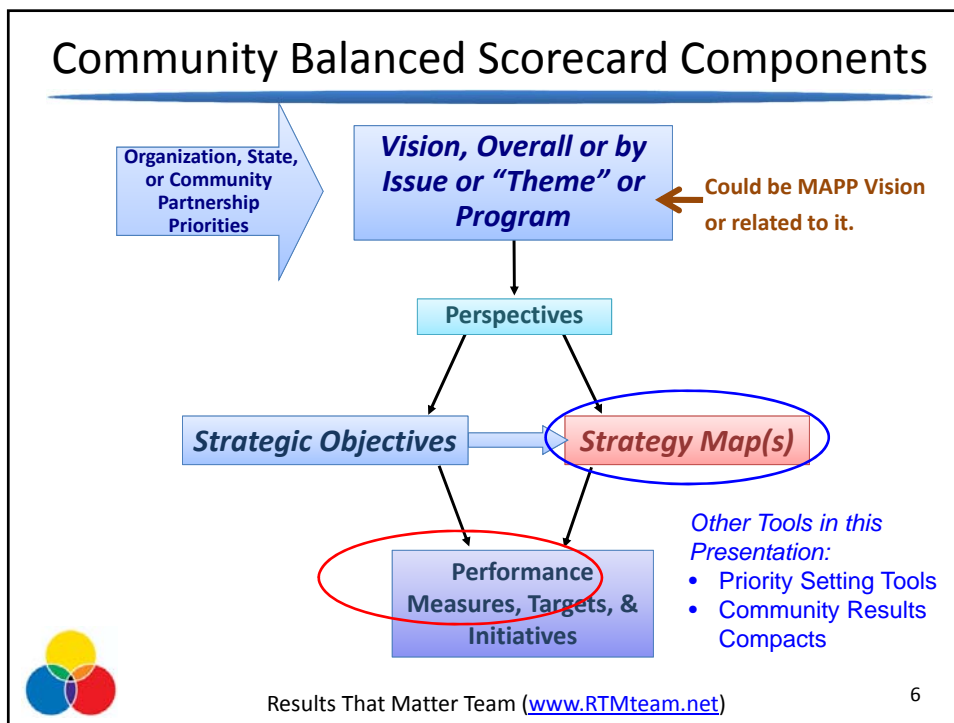 Community Balanced Scorecard Components
Organization, State,
or Community
Partnership
Priorities
Vision, Overall or by
Issue or “Theme” or
Program
Could be MAPP Vision
or related to it.
Perspectives
Strategic Objectives
Strategy Map(s)
Performance
Measures, Targets, &
Initiatives
Other Tools in this
Presentation:
• Priority Setting Tools
• Community Results
Compacts
Results That Matter Team (www.RTMteam.net)
6